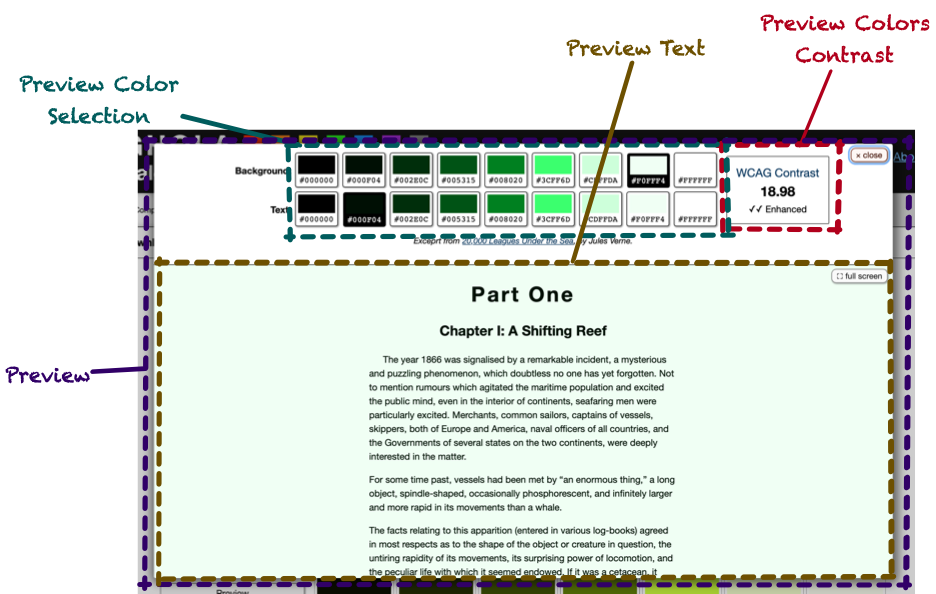 Preview Colors
Contrast
Preview Text
Preview Color
Selection
Background
#000000 #000F04 #002E0C #005315 #008020 #3CFF6D #CDFFDA #F0FFF4 #FFFFFF
Text
#000000 #000F04 #002E0C #005315 #008020 #3CFF6D #CDFFDA #F0FFF4 #FFFFFF
WCAG Contrast
18.98
✓✓ Enhanced
× close
Exceprt from 20,000 Leagues Under the Sea, by Jules Verne.
full screen
Part One
Chapter I: A Shifting Reef
Preview
The year 1866 was signalised by a remarkable incident, a mysterious
and puzzling phenomenon, which doubtless no one has yet forgotten. Not
to mention rumours which agitated the maritime population and excited
the public mind, even in the interior of continents, seafaring men were
particularly excited. Merchants, common sailors, captains of vessels,
skippers, both of Europe and America, naval officers of all countries, and
the Governments of several states on the two continents, were deeply
interested in the matter.
For some time past, vessels had been met by “an enormous thing,” a long
object, spindle-shaped, occasionally phosphorescent, and infinitely larger
and more rapid in its movements than a whale.
The facts relating to this apparition (entered in various log-books) agreed
in most respects as to the shape of the object or creature in question, the
untiring rapidity of its movements, its surprising power of locomotion, and
the peculiar life with which it seemed endowed. If it was a cetacean, it
Preview